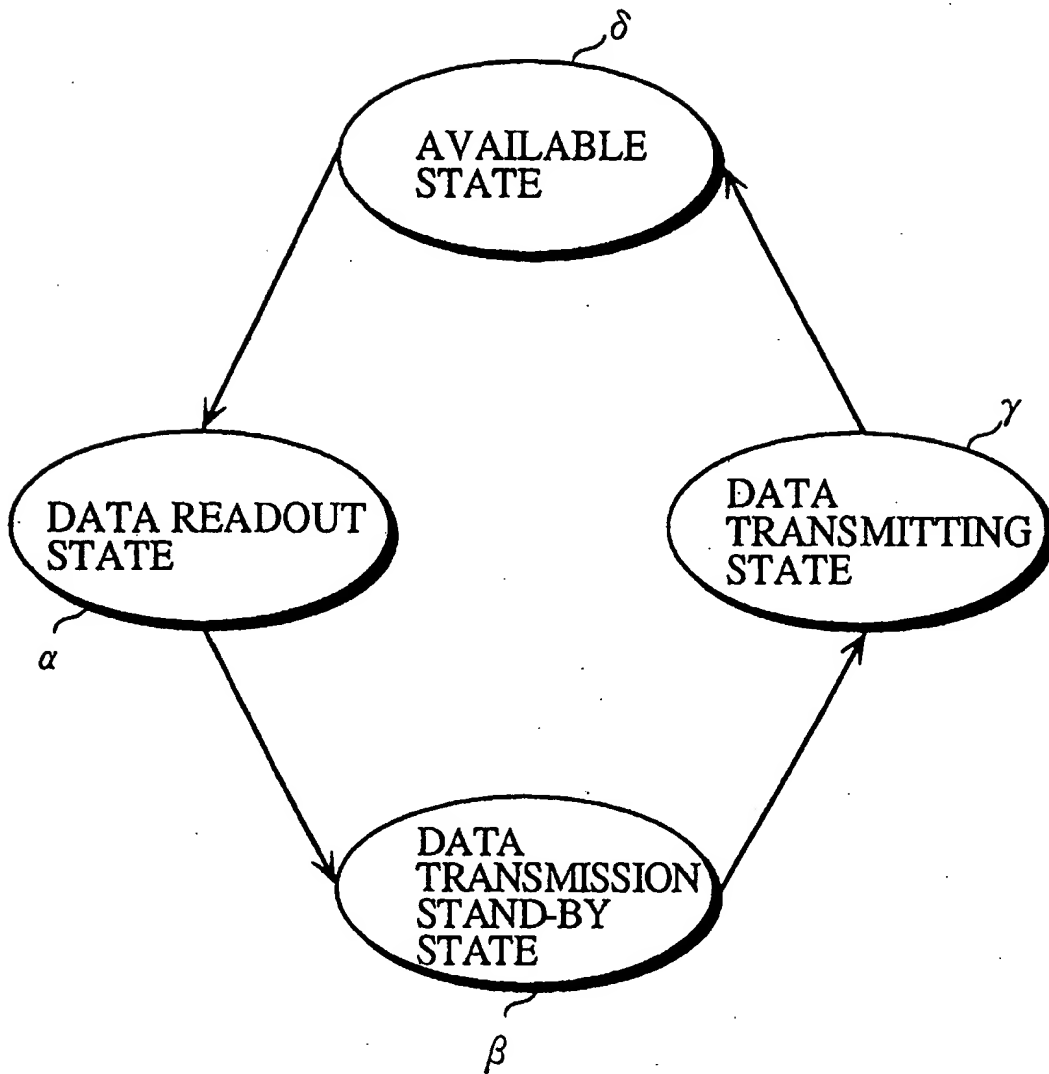 δ
AVAILABLE
STATE
DATA READOUT
STATE
α
γ
DATA
TRANSMITTING
STATE
DATA
TRANSMISSION
STAND-BY
STATE
β